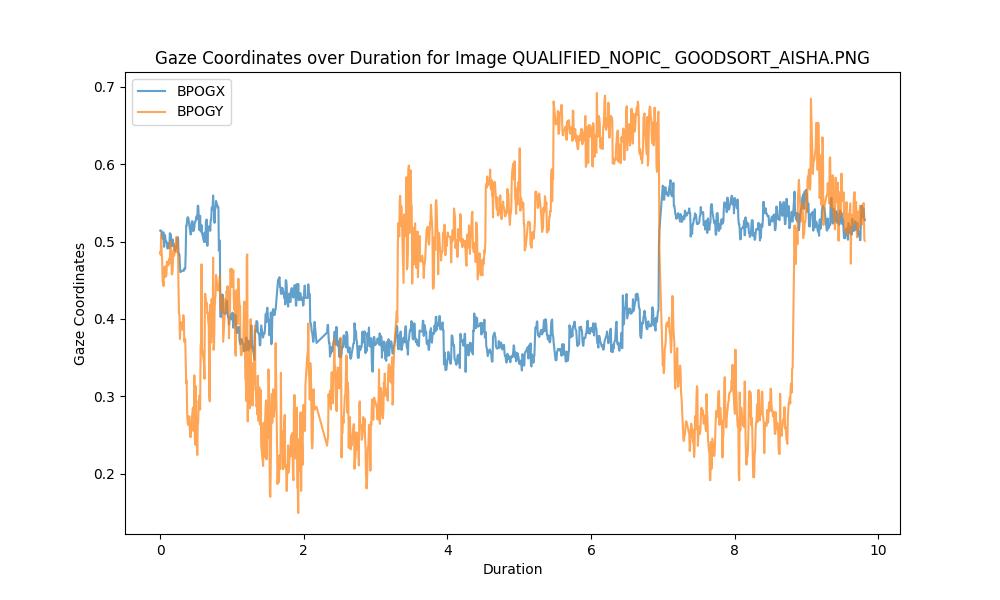 Gaze Coordinates over Duration for Image QUALIFIED_NOPIC_ GOODSORT_AISHA.PNG
BPOGX
BPOGY
0.7
0.6
0.5
0.4
0.3
0.2
Gaze Coordinates
0 2 4 6 8 10
Duration